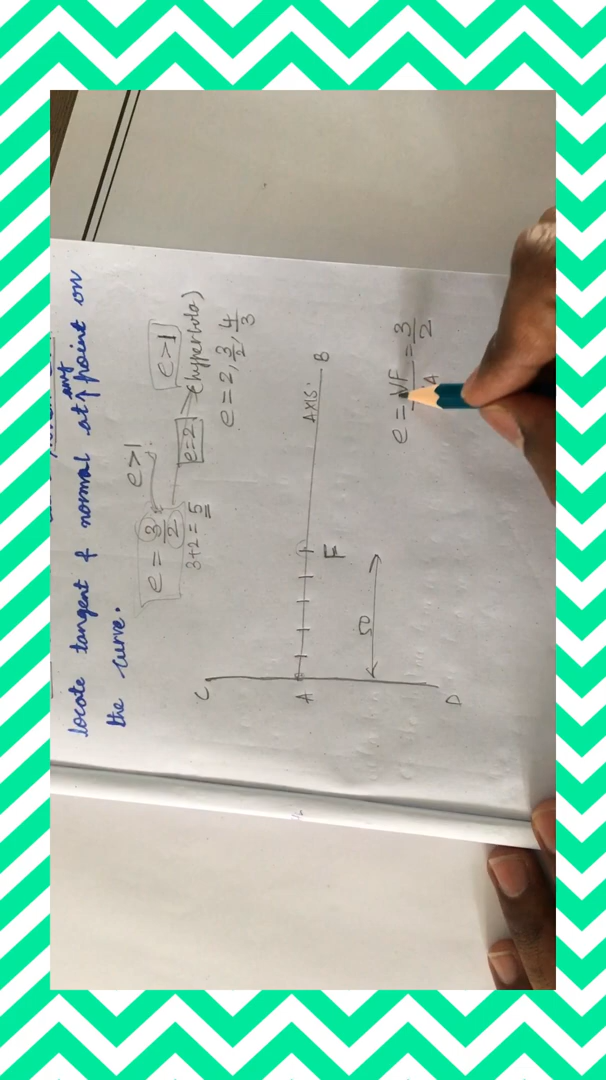 locate tangent & normal at any point on
the curve.
e = 3/2
e>1
3+2=5
e=2
e>1
(hyperbola)
e = 2, 3/2, 4/3
C
A
AXIS.
B
F
50
D
e = VF/A = 3/2